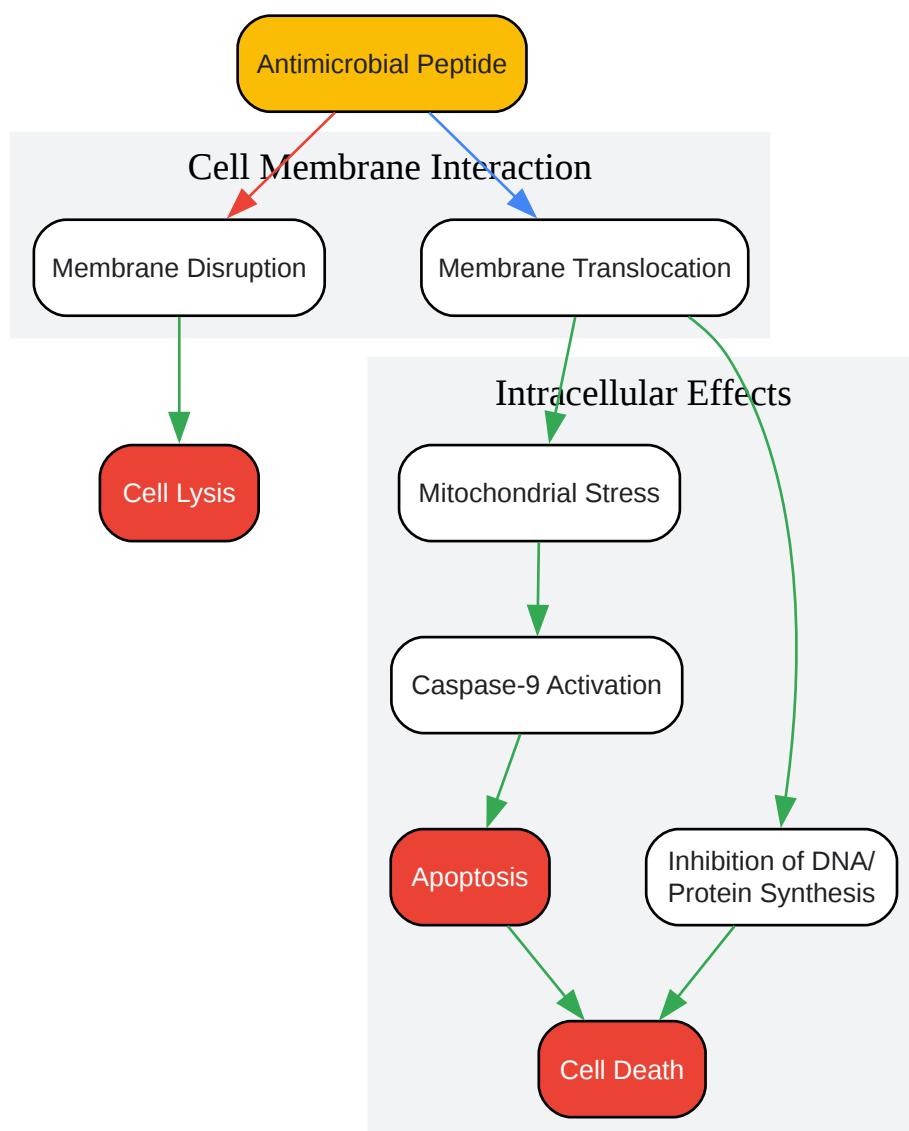 Antimicrobial Peptide
Cell Membrane Interaction
Membrane Disruption
Membrane Translocation
Intracellular Effects
Cell Lysis
Mitochondrial Stress
Caspase-9 Activation
Apoptosis
Inhibition of DNA/
Protein Synthesis
Cell Death